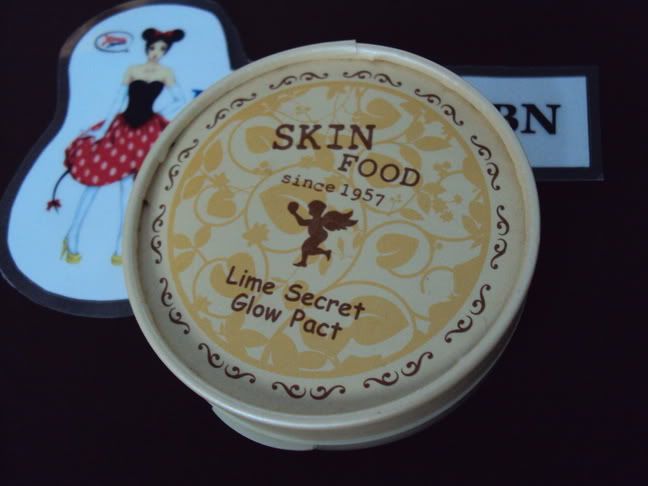 SKIN
FOOD
since 1957
Lime Secret
Glow Pact
BN